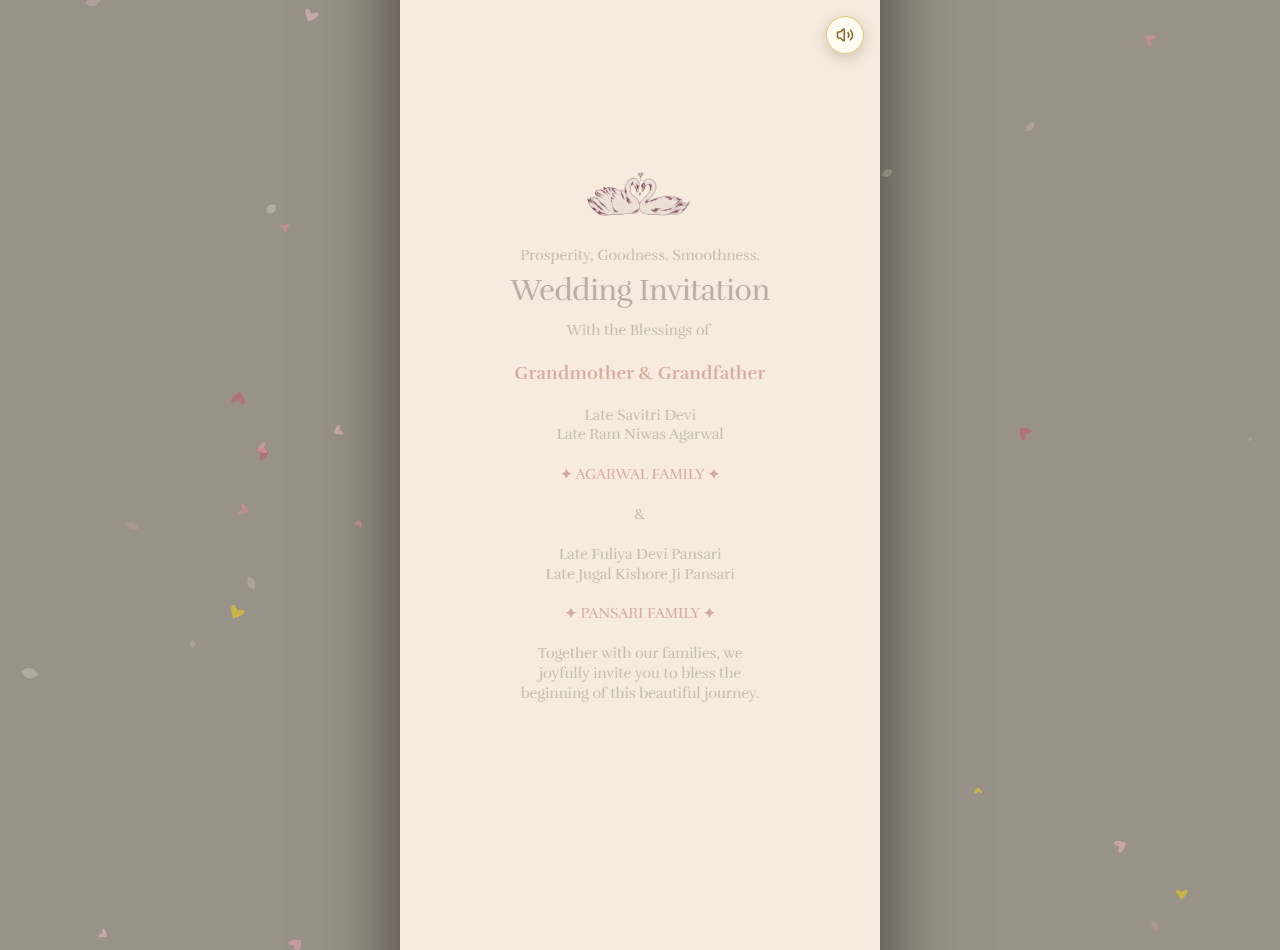 Prosperity, Goodness, Smoothness.
Wedding Invitation
With the Blessings of
Grandmother & Grandfather
Late Savitri Devi
Late Ram Niwas Agarwal
✦ AGARWAL FAMILY ✦
&
Late Fuliya Devi Pansari
Late Jugal Kishore Ji Pansari
✦ PANSARI FAMILY ✦
Together with our families, we
joyfully invite you to bless the
beginning of this beautiful journey.